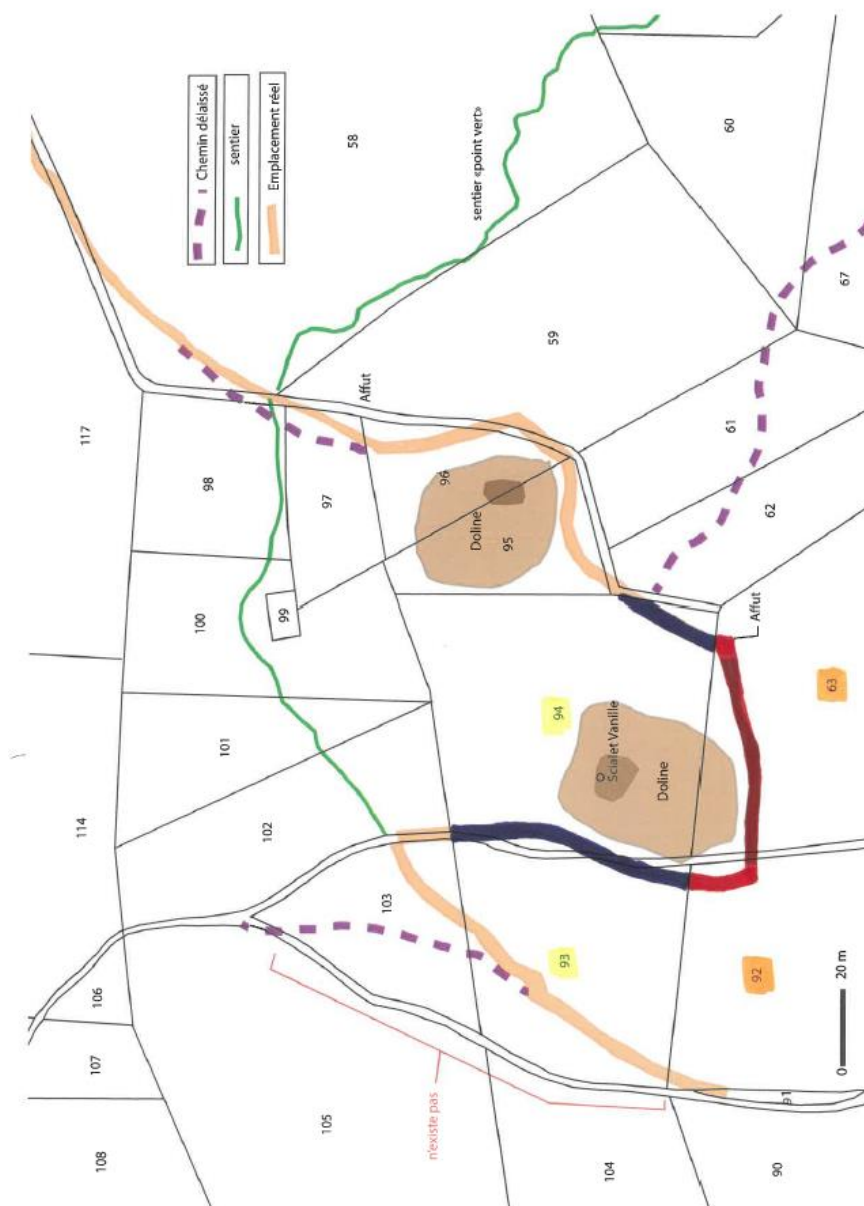 114
117
108
107
106
Chemin délaissé
100
98
sentier
101
102
Emplacement réel
99
105
97
58
103
Affut
n'existe pas
96
Doline
sentier «point vert»
95
59
93
94
Scialet Vanille
104
Doline
61
60
92
Affut
62
90
91
63
67
0 20 m